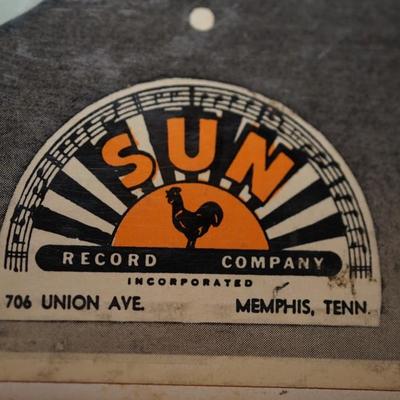 SUN
RECORD COMPANY
INCORPORATED
706 UNION AVE. MEMPHIS, TENN.